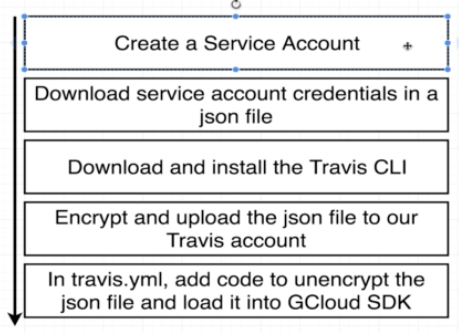 Create a Service Account
Download service account credentials in a
json file
Download and install the Travis CLI
Encrypt and upload the json file to our
Travis account
In travis.yml, add code to unencrypt the
json file and load it into GCloud SDK